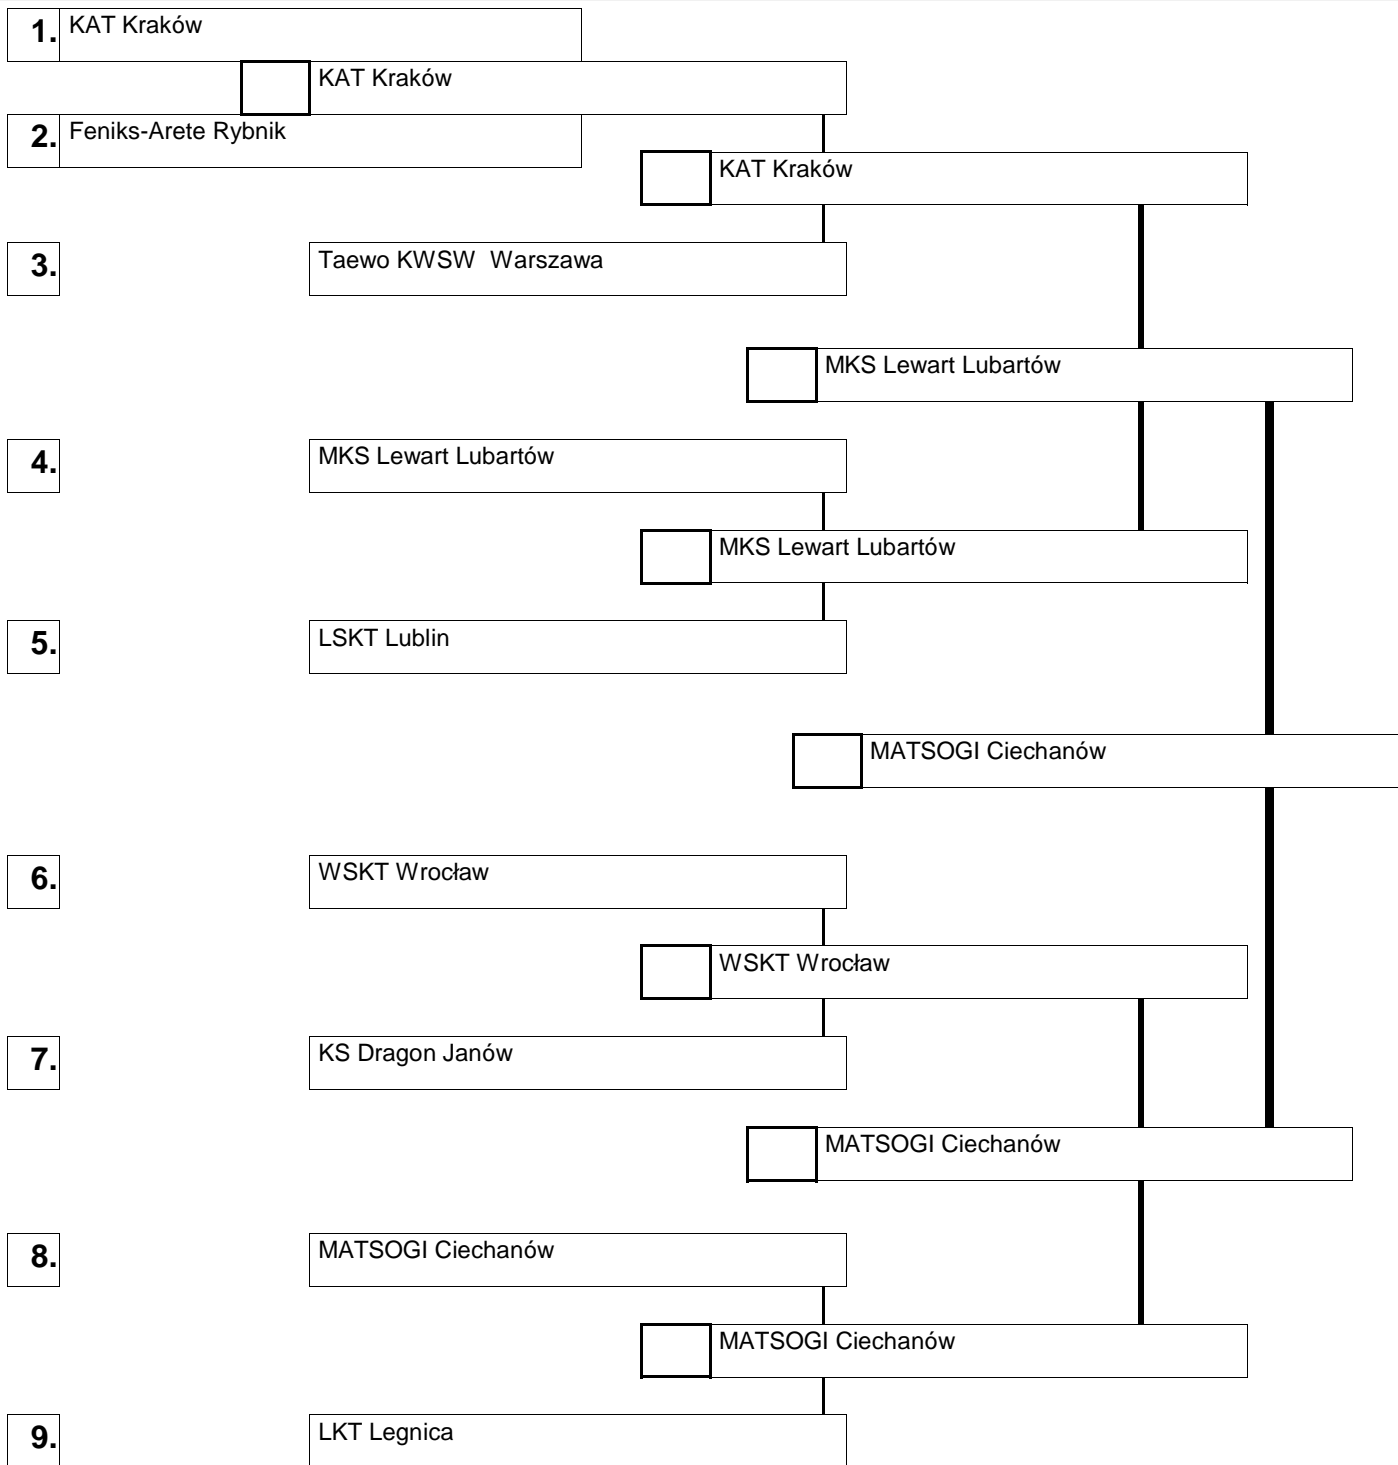 1. KAT Kraków
KAT Kraków
2. Feniks-Arete Rybnik
KAT Kraków
3. Taewo KWSW  Warszawa
MKS Lewart Lubartów
4. MKS Lewart Lubartów
MKS Lewart Lubartów
5. LSKT Lublin
MATSOGI Ciechanów
6. WSKT Wrocław
WSKT Wrocław
7. KS Dragon Janów
MATSOGI Ciechanów
8. MATSOGI Ciechanów
MATSOGI Ciechanów
9. LKT Legnica